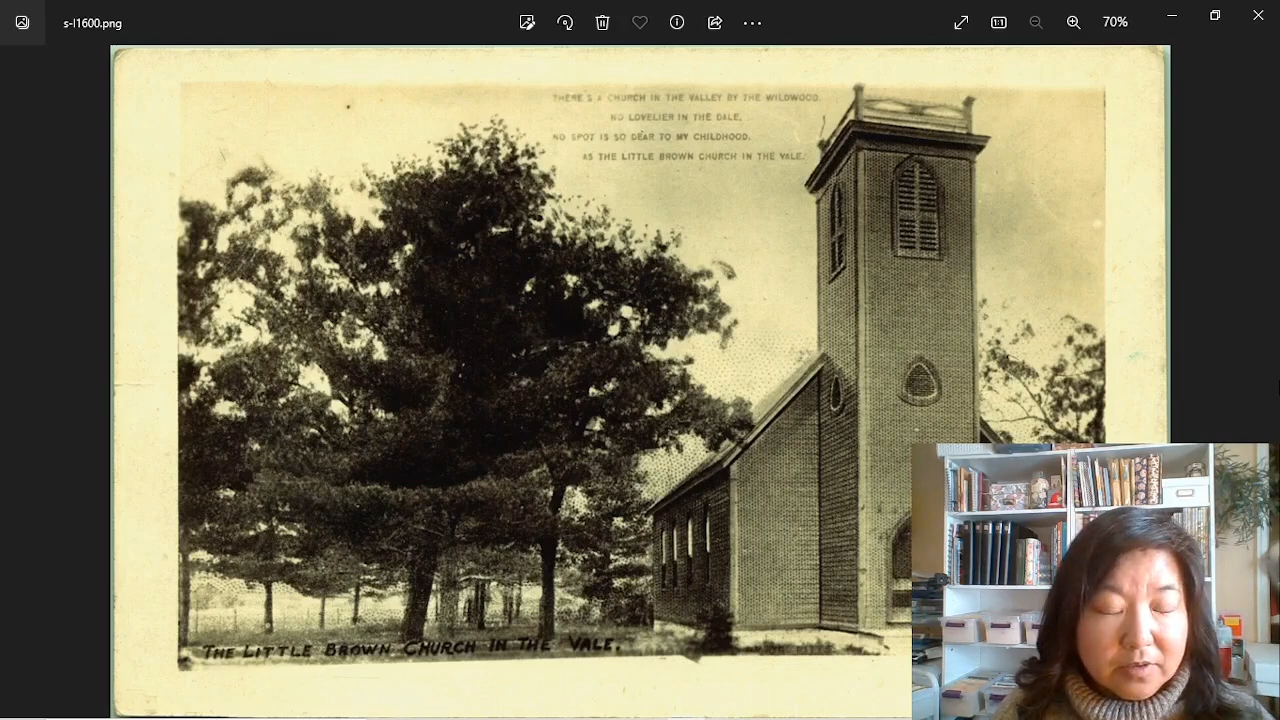 s-l1600.png
70%
THERE'S A CHURCH IN THE VALLEY BY THE WILDWOOD.
NO LOVELIER IN THE DALE,
NO SPOT IS SO DEAR TO MY CHILDHOOD.
AS THE LITTLE BROWN CHURCH IN THE VALE.
THE LITTLE BROWN CHURCH IN THE VALE.